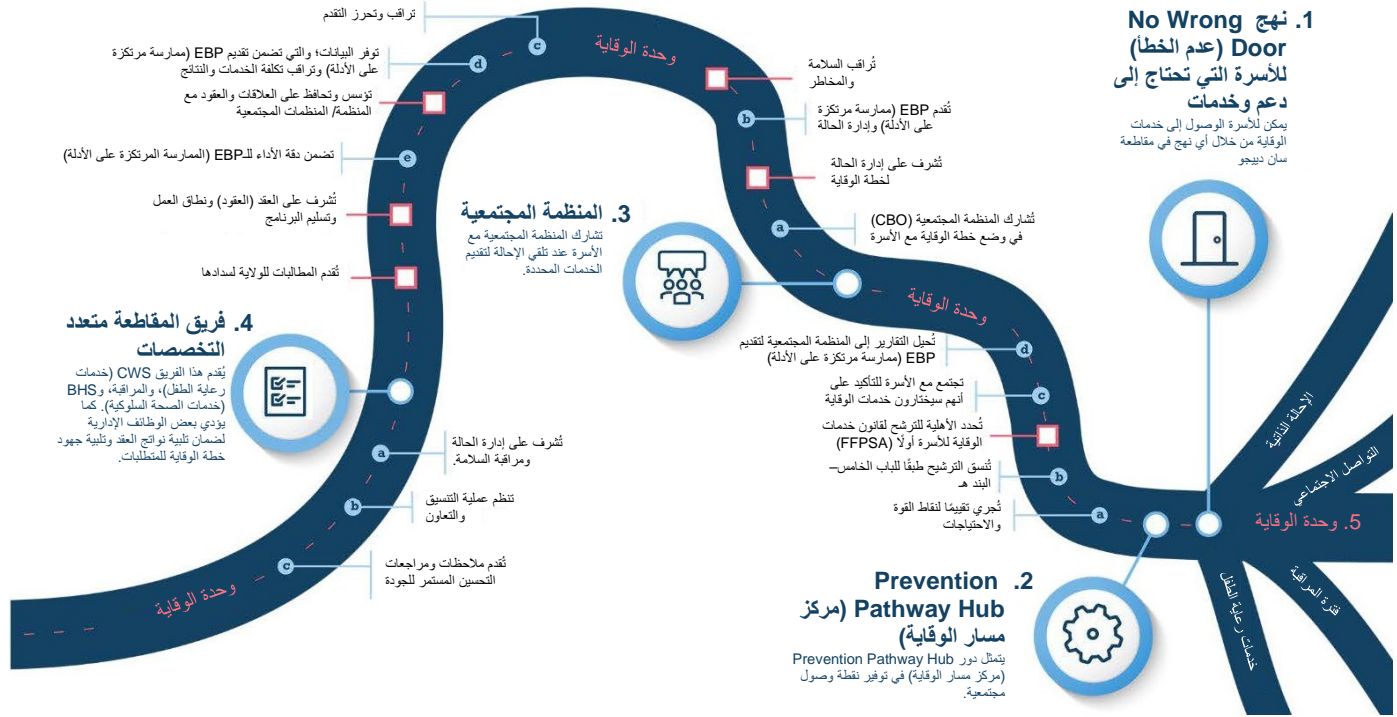 1. نهج No Wrong
Door (عدم الخطأ)
للأسرة التي تحتاج إلى
دعم وخدمات
يمكن للأسرة الوصول إلى خدمات
الوقاية من خلال أي نهج في مقاطعة
سان دييجو
الإحالة الذاتية
التواصل الاجتماعي
5. وحدة الوقاية
فترة المراقبة
خدمات رعاية الطفل
2. Prevention
Pathway Hub (مركز
مسار الوقاية)
يتمثل دور Prevention Pathway Hub
(مركز مسار الوقاية) في توفير نقطة وصول
مجتمعية.
a
تُجري تقييمًا لنقاط القوة
والاحتياجات
b
تُنسق الترشيح طبقًا للباب الخامس–
البند هـ
تُحدد الأهلية للترشح لقانون خدمات
الوقاية للأسرة أولًا (FFPSA)
c
تجتمع مع الأسرة للتأكيد على
أنهم سيختارون خدمات الوقاية
d
تُحيل التقارير إلى المنظمة المجتمعية لتقديم
EBP (ممارسة مرتكزة على الأدلة)
وحدة الوقاية
3. المنظمة المجتمعية
تشارك المنظمة المجتمعية مع
الأسرة عند تلقي الإحالة لتقديم
الخدمات المحددة.
a
تُشارك المنظمة المجتمعية (CBO)
في وضع خطة الوقاية مع الأسرة
تُشرف على إدارة الحالة
لخطة الوقاية
b
تُقدم EBP (ممارسة مرتكزة
على الأدلة) وإدارة الحالة
تُراقب السلامة
والمخاطر
وحدة الوقاية
c
تراقب وتحرز التقدم
d
توفر البيانات؛ والتي تضمن تقديم EBP (ممارسة مرتكزة
على الأدلة) وتراقب تكلفة الخدمات والنتائج
تؤسس وتحافظ على العلاقات والعقود مع
المنظمة/ المنظمات المجتمعية
e
تضمن دقة الأداء للـEBP (الممارسة المرتكزة على الأدلة)
تُشرف على العقد (العقود) ونطاق العمل
وتسليم البرنامج
تُقدم المطالبات للولاية لسدادها
4. فريق المقاطعة متعدد
التخصصات
يُقدم هذا الفريق CWS (خدمات
رعاية الطفل)، والمراقبة، وBHS
(خدمات الصحة السلوكية). كما
يؤدي بعض الوظائف الإدارية
لضمان تلبية نواتج العقد وتلبية جهود
خطة الوقاية للمتطلبات.
a
تُشرف على إدارة الحالة
ومراقبة السلامة.
b
تنظم عملية التنسيق
والتعاون
c
تُقدم ملاحظات ومراجعات
التحسين المستمر للجودة
وحدة الوقاية